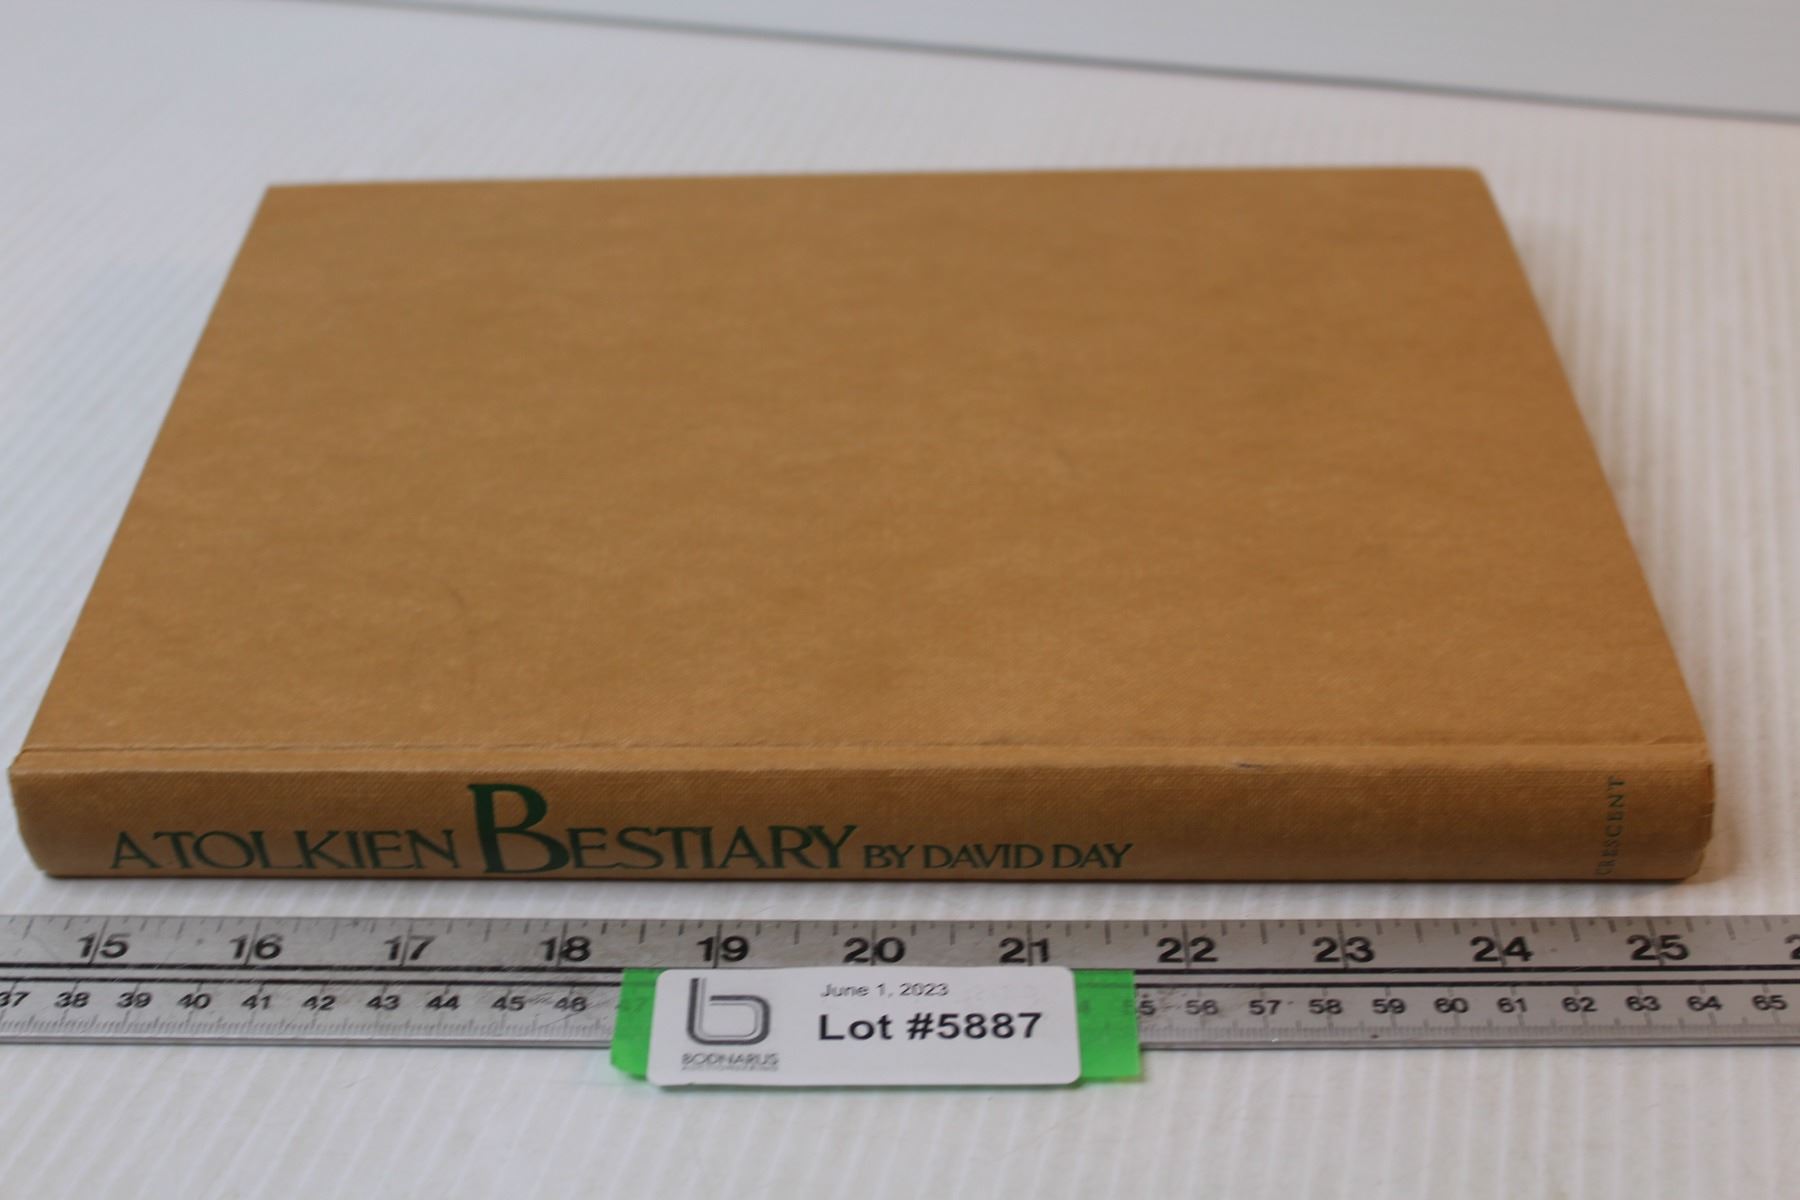 A TOLKIEN BESTIARY BY DAVID DAY
CRESCENT
15 16 17 18 19 20 21 22 23 24 25
37 38 39 40 41 42 43 44 45 46 47 55 56 57 58 59 60 61 62 63 64 65
June 1, 2023
Lot #5887
BODNARUS
AUCTIONEERING